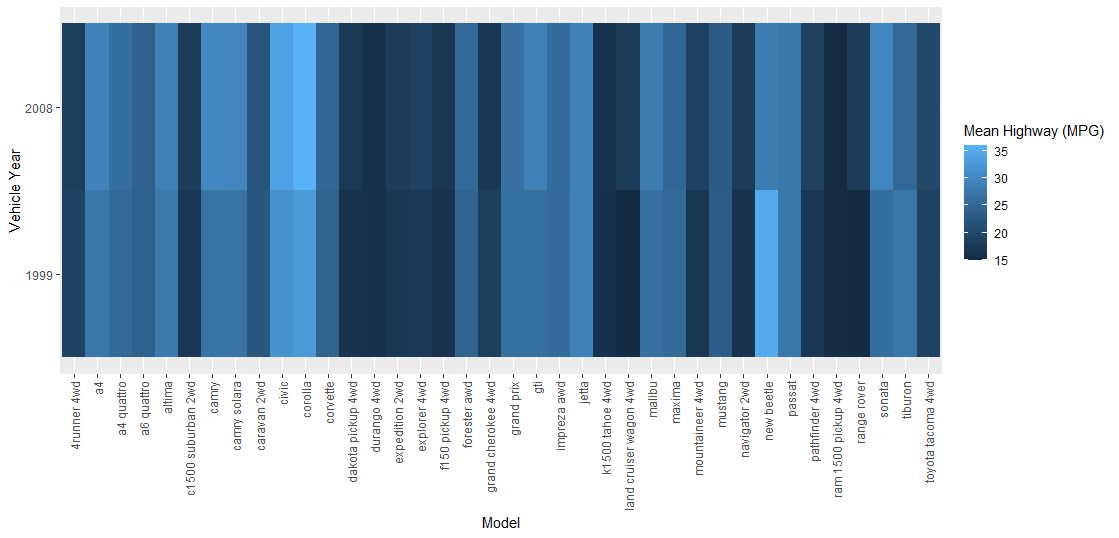 2008
1999
Vehicle Year
4runner 4wd
a4
a4 quattro
a6 quattro
altima
c1500 suburban 2wd
camry
camry solara
caravan 2wd
civic
corolla
corvette
dakota pickup 4wd
durango 4wd
expedition 2wd
explorer 4wd
f150 pickup 4wd
forester awd
grand cherokee 4wd
grand prix
gti
impreza awd
jetta
k1500 tahoe 4wd
land cruiser wagon 4wd
malibu
maxima
mountaineer 4wd
mustang
navigator 2wd
new beetle
passat
pathfinder 4wd
ram 1500 pickup 4wd
range rover
sonata
tiburon
toyota tacoma 4wd
Model
Mean Highway (MPG)
35
30
25
20
15